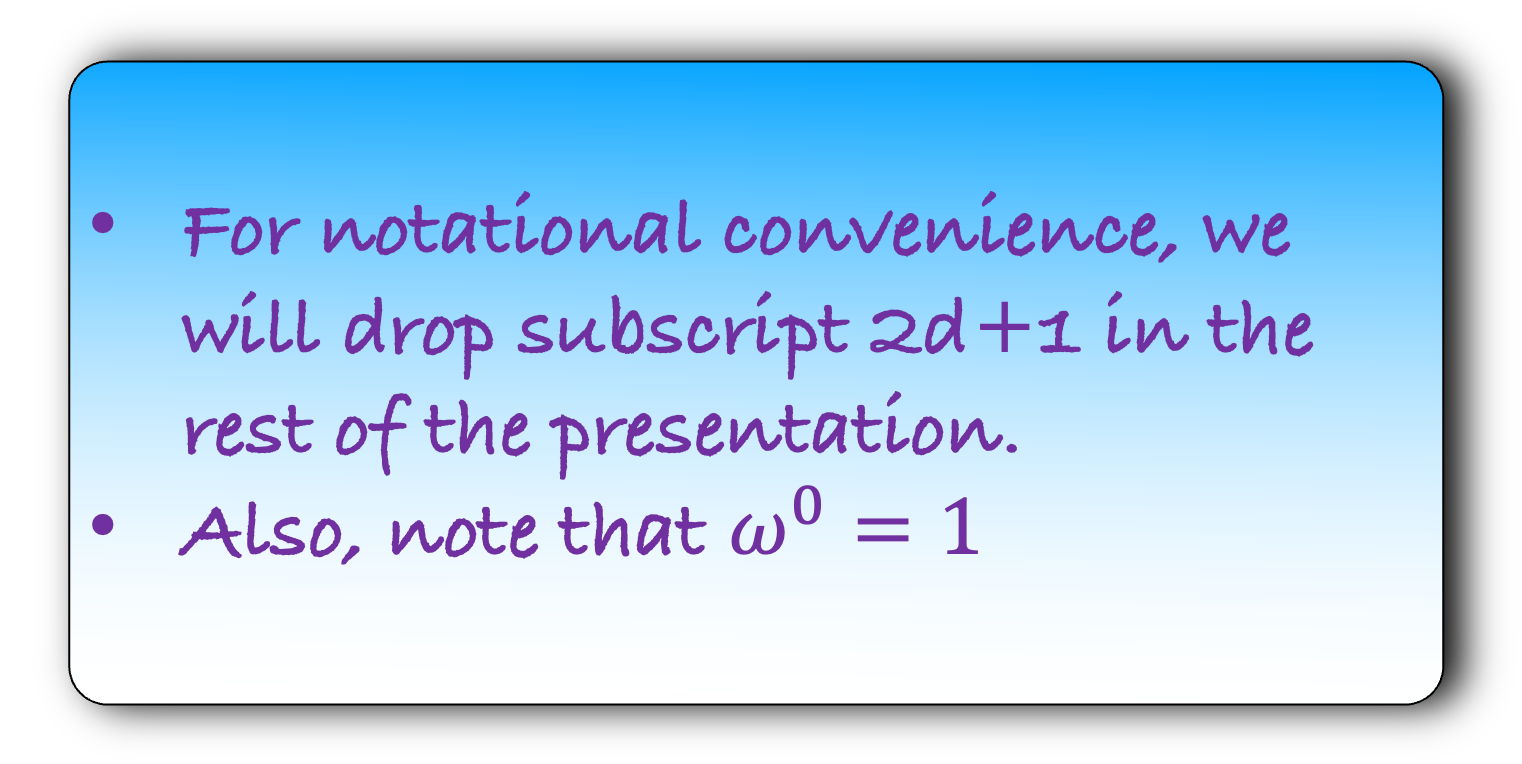 • For notational convenience, we
will drop subscript 2d+1 in the
rest of the presentation.
• Also, note that ω⁰ = 1